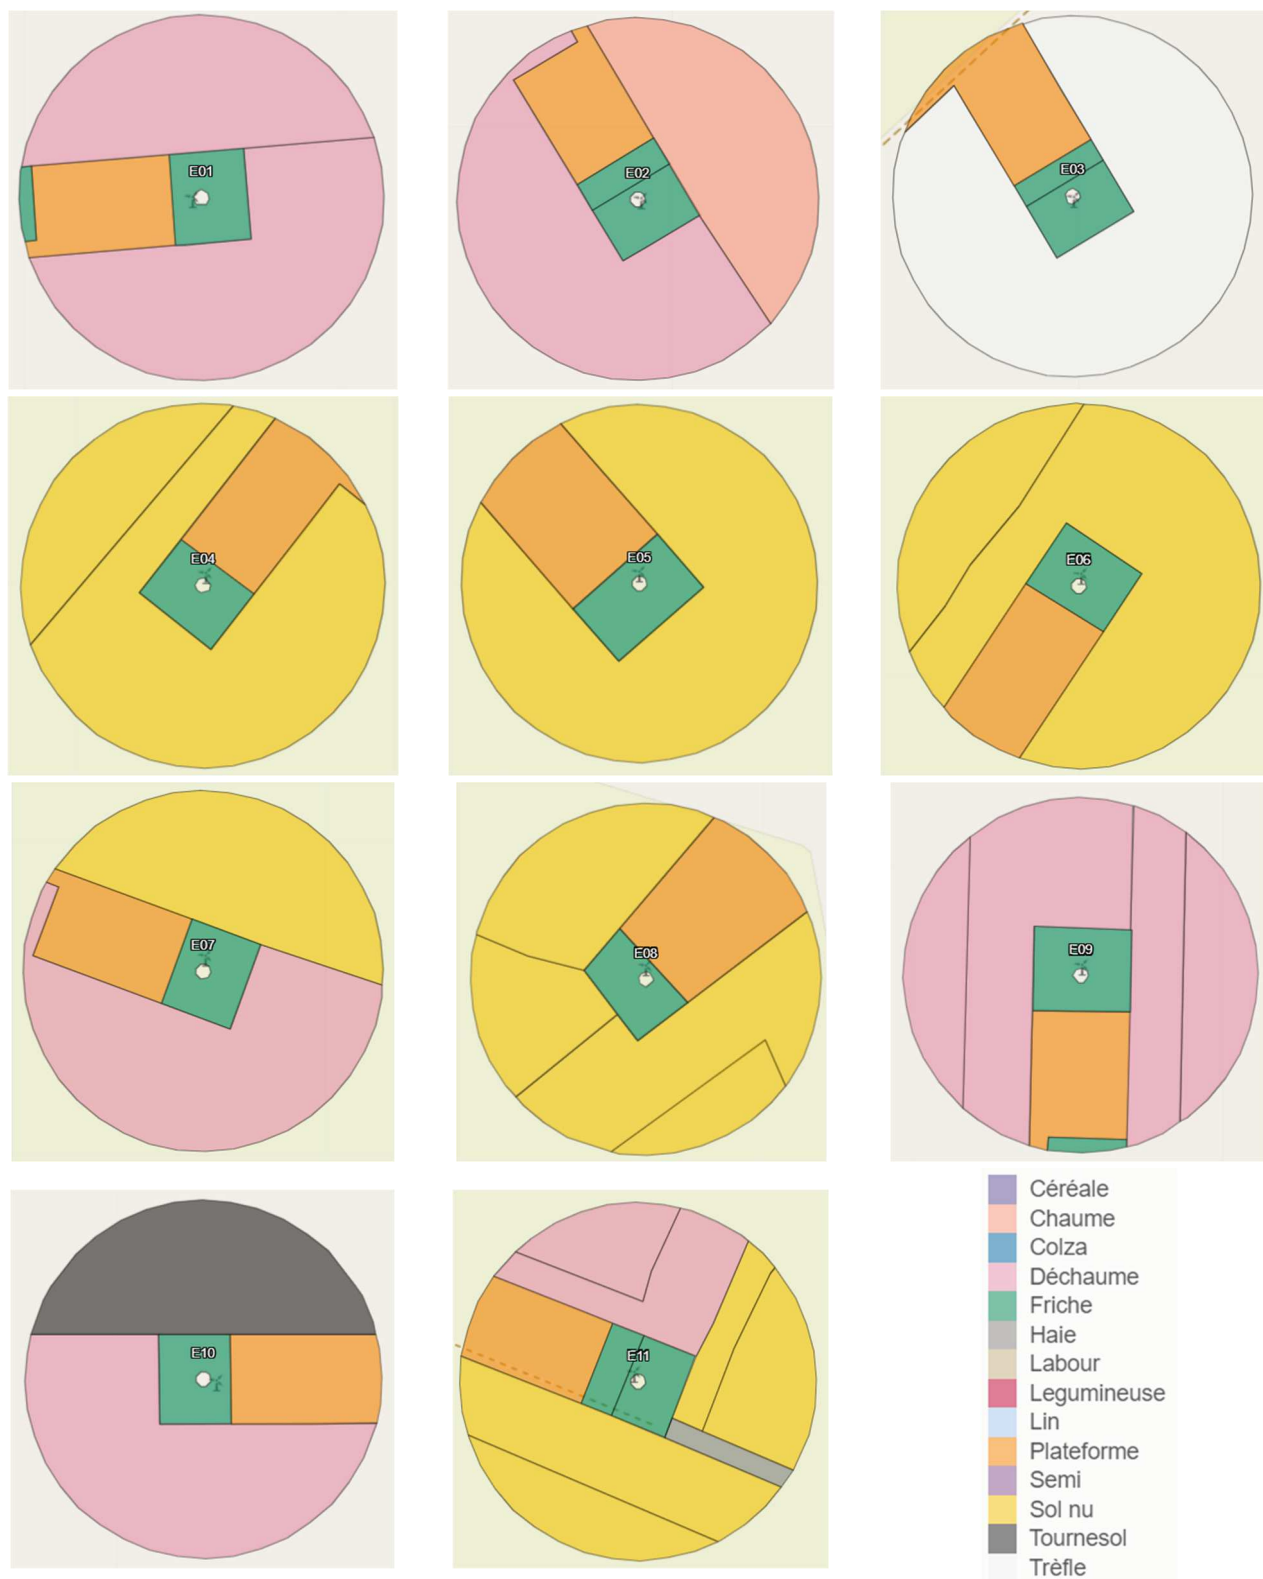 E01
E02
E03
E04
E05
E06
E07
E08
E09
E10
E11
Céréale
Chaume
Colza
Déchaume
Friche
Haie
Labour
Legumineuse
Lin
Plateforme
Semi
Sol nu
Tournesol
Trèfle